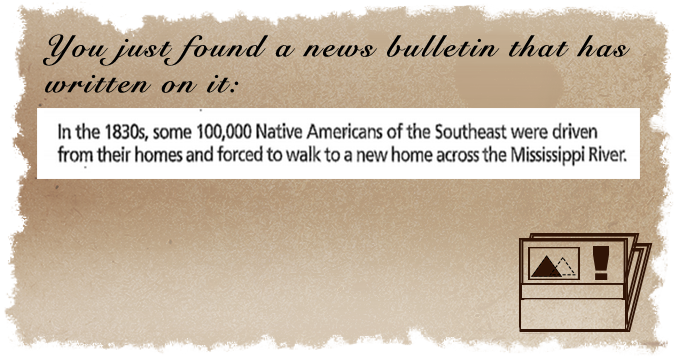 You just found a news bulletin that has
written on it:
In the 1830s, some 100,000 Native Americans of the Southeast were driven
from their homes and forced to walk to a new home across the Mississippi River.